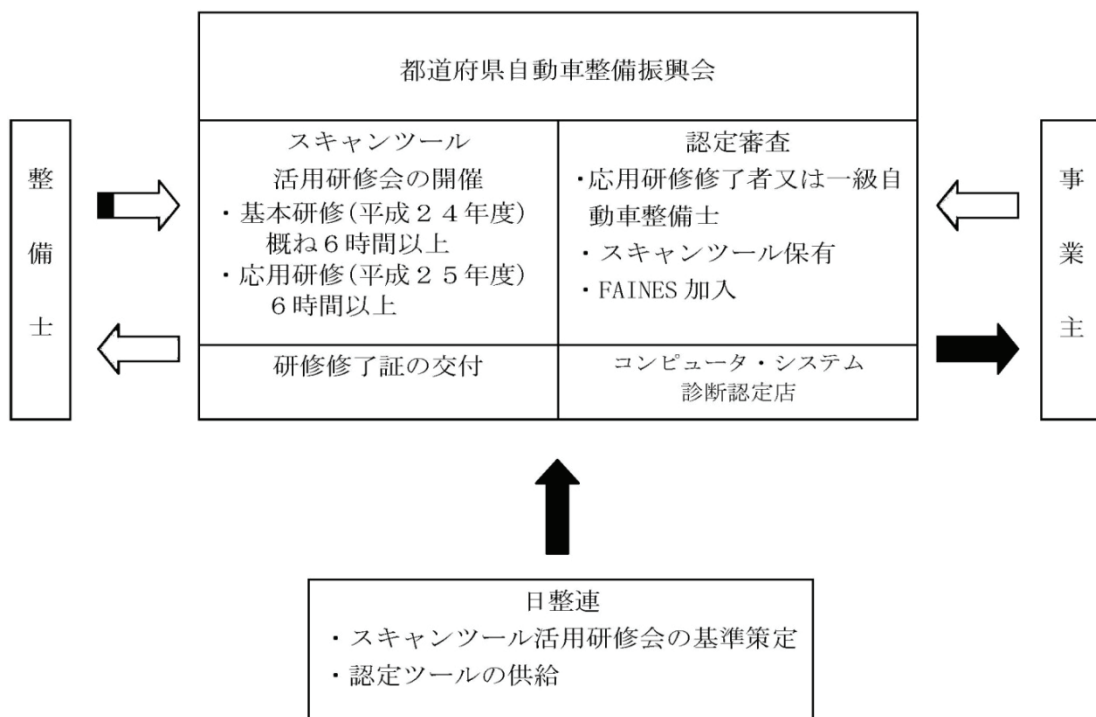 都道府県自動車整備振興会
整備士
スキャンツール
活用研修会の開催
・基本研修(平成２４年度)
概ね６時間以上
・応用研修(平成２５年度)
６時間以上
研修修了証の交付
認定審査
・応用研修修了者又は一級自
動車整備士
・スキャンツール保有
・FAINES 加入
コンピュータ・システム
診断認定店
事業主
日整連
・スキャンツール活用研修会の基準策定
・認定ツールの供給